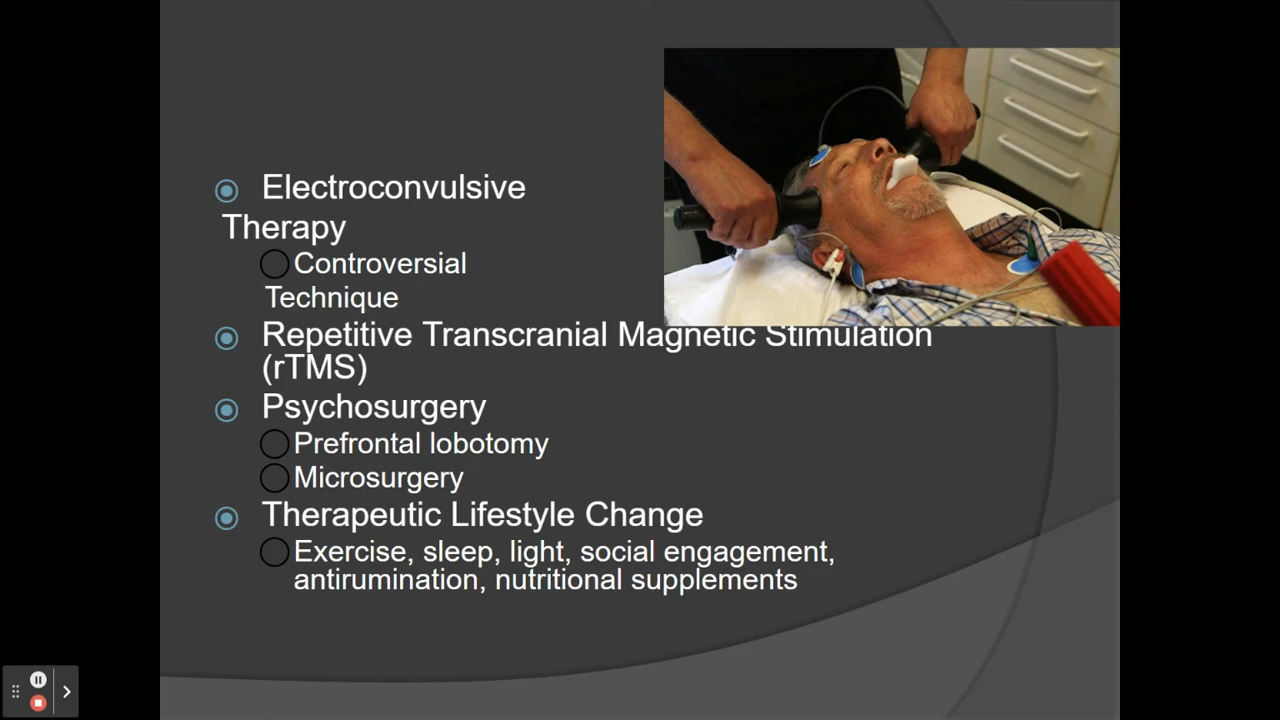 Electroconvulsive
Therapy
Controversial
Technique
Repetitive Transcranial Magnetic Stimulation
(rTMS)
Psychosurgery
Prefrontal lobotomy
Microsurgery
Therapeutic Lifestyle Change
Exercise, sleep, light, social engagement,
antirumination, nutritional supplements